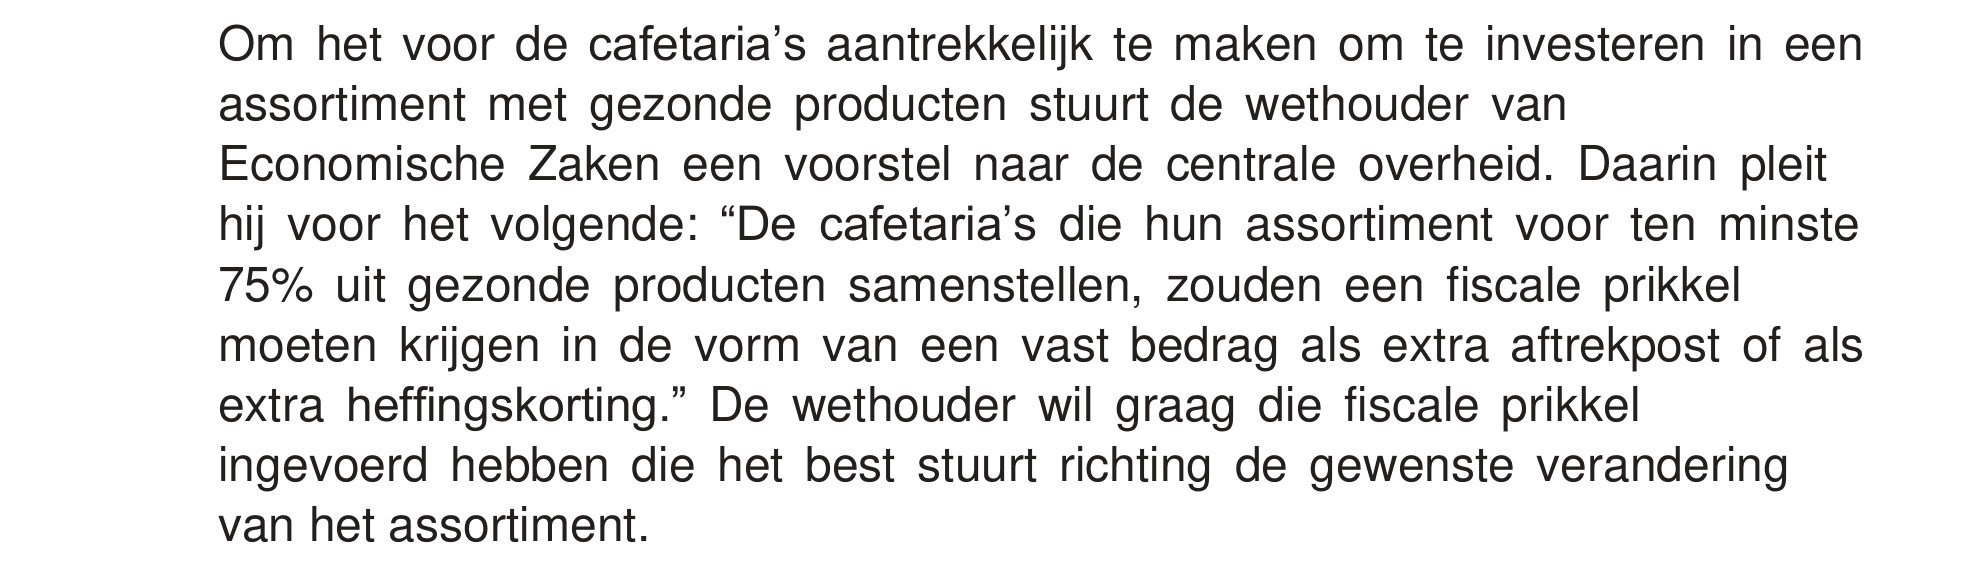 Om het voor de cafetaria’s aantrekkelijk te maken om te investeren in een
assortiment met gezonde producten stuurt de wethouder van
Economische Zaken een voorstel naar de centrale overheid. Daarin pleit
hij voor het volgende: “De cafetaria’s die hun assortiment voor ten minste
75% uit gezonde producten samenstellen, zouden een fiscale prikkel
moeten krijgen in de vorm van een vast bedrag als extra aftrekpost of als
extra heffingskorting.” De wethouder wil graag die fiscale prikkel
ingevoerd hebben die het best stuurt richting de gewenste verandering
van het assortiment.